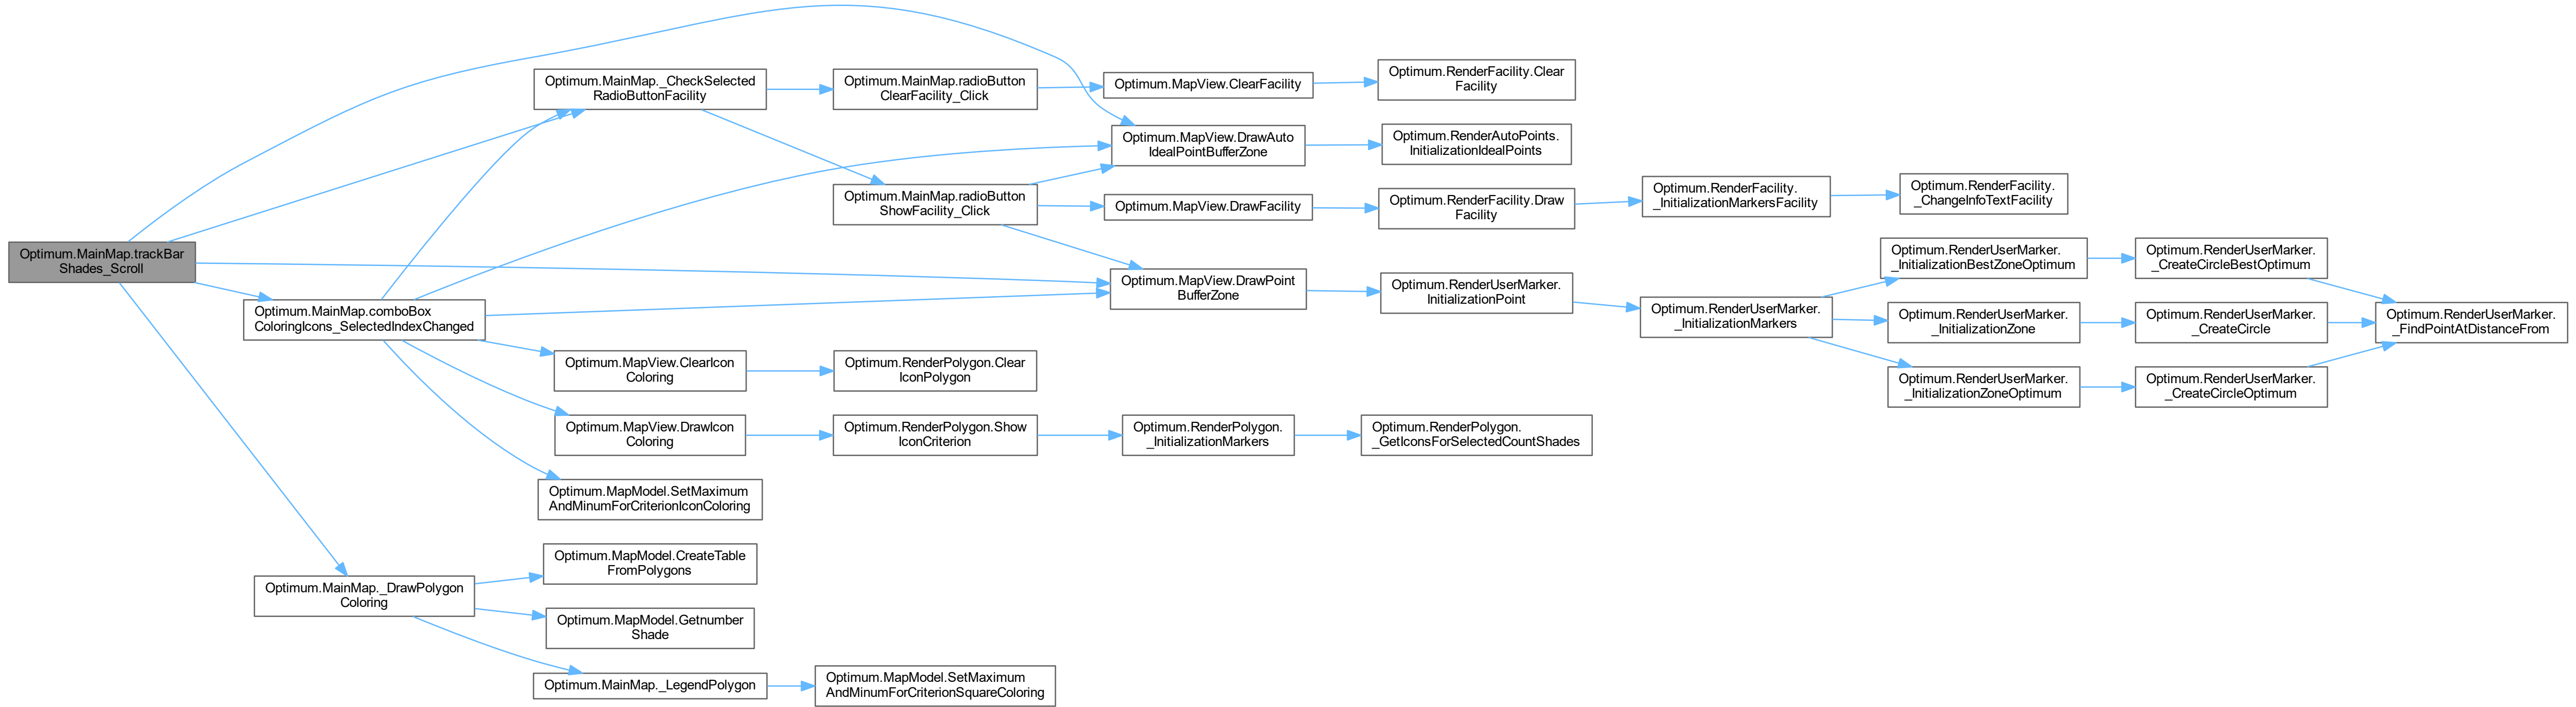 Optimum.MainMap.trackBar
Shades_Scroll
Optimum.MainMap._CheckSelected
RadioButtonFacility
Optimum.MainMap.radioButton
ClearFacility_Click
Optimum.MapView.ClearFacility
Optimum.RenderFacility.Clear
Facility
Optimum.MapView.DrawAuto
IdealPointBufferZone
Optimum.RenderAutoPoints.
InitializationIdealPoints
Optimum.MainMap.radioButton
ShowFacility_Click
Optimum.MapView.DrawFacility
Optimum.RenderFacility.Draw
Facility
Optimum.RenderFacility.
_InitializationMarkersFacility
Optimum.RenderFacility.
_ChangeInfoTextFacility
Optimum.MapView.DrawPoint
BufferZone
Optimum.RenderUserMarker.
InitializationPoint
Optimum.RenderUserMarker.
_InitializationMarkers
Optimum.RenderUserMarker.
_InitializationBestZoneOptimum
Optimum.RenderUserMarker.
_CreateCircleBestOptimum
Optimum.RenderUserMarker.
_InitializationZone
Optimum.RenderUserMarker.
_CreateCircle
Optimum.RenderUserMarker.
_FindPointAtDistanceFrom
Optimum.RenderUserMarker.
_InitializationZoneOptimum
Optimum.RenderUserMarker.
_CreateCircleOptimum
Optimum.MainMap.comboBox
ColoringIcons_SelectedIndexChanged
Optimum.MapView.ClearIcon
Coloring
Optimum.RenderPolygon.Clear
IconPolygon
Optimum.MapView.DrawIcon
Coloring
Optimum.RenderPolygon.Show
IconCriterion
Optimum.RenderPolygon.
_InitializationMarkers
Optimum.RenderPolygon.
_GetIconsForSelectedCountShades
Optimum.MapModel.SetMaximum
AndMinumForCriterionIconColoring
Optimum.MainMap._DrawPolygon
Coloring
Optimum.MapModel.CreateTable
FromPolygons
Optimum.MapModel.Getnumber
Shade
Optimum.MainMap._LegendPolygon
Optimum.MapModel.SetMaximum
AndMinumForCriterionSquareColoring